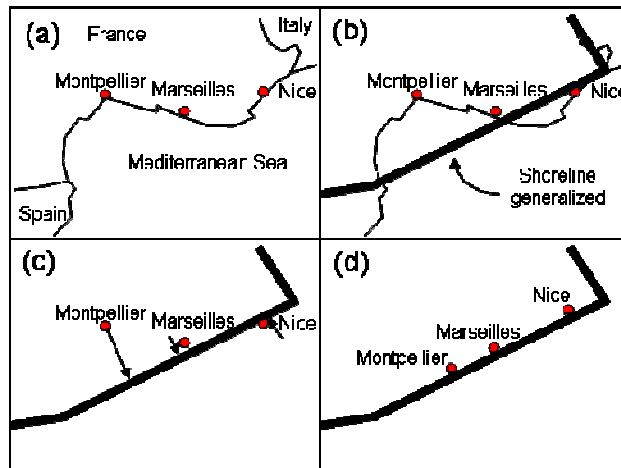 (a)
France
Italy
Montpellier
Marseilles
Nice
Mediterranean Sea
Spain
(b)
Montpellier
Marseilles
Nice
Shoreline
generalized
(c)
Montpellier
Marseilles
Nice
(d)
Nice
Marseilles
Montpellier